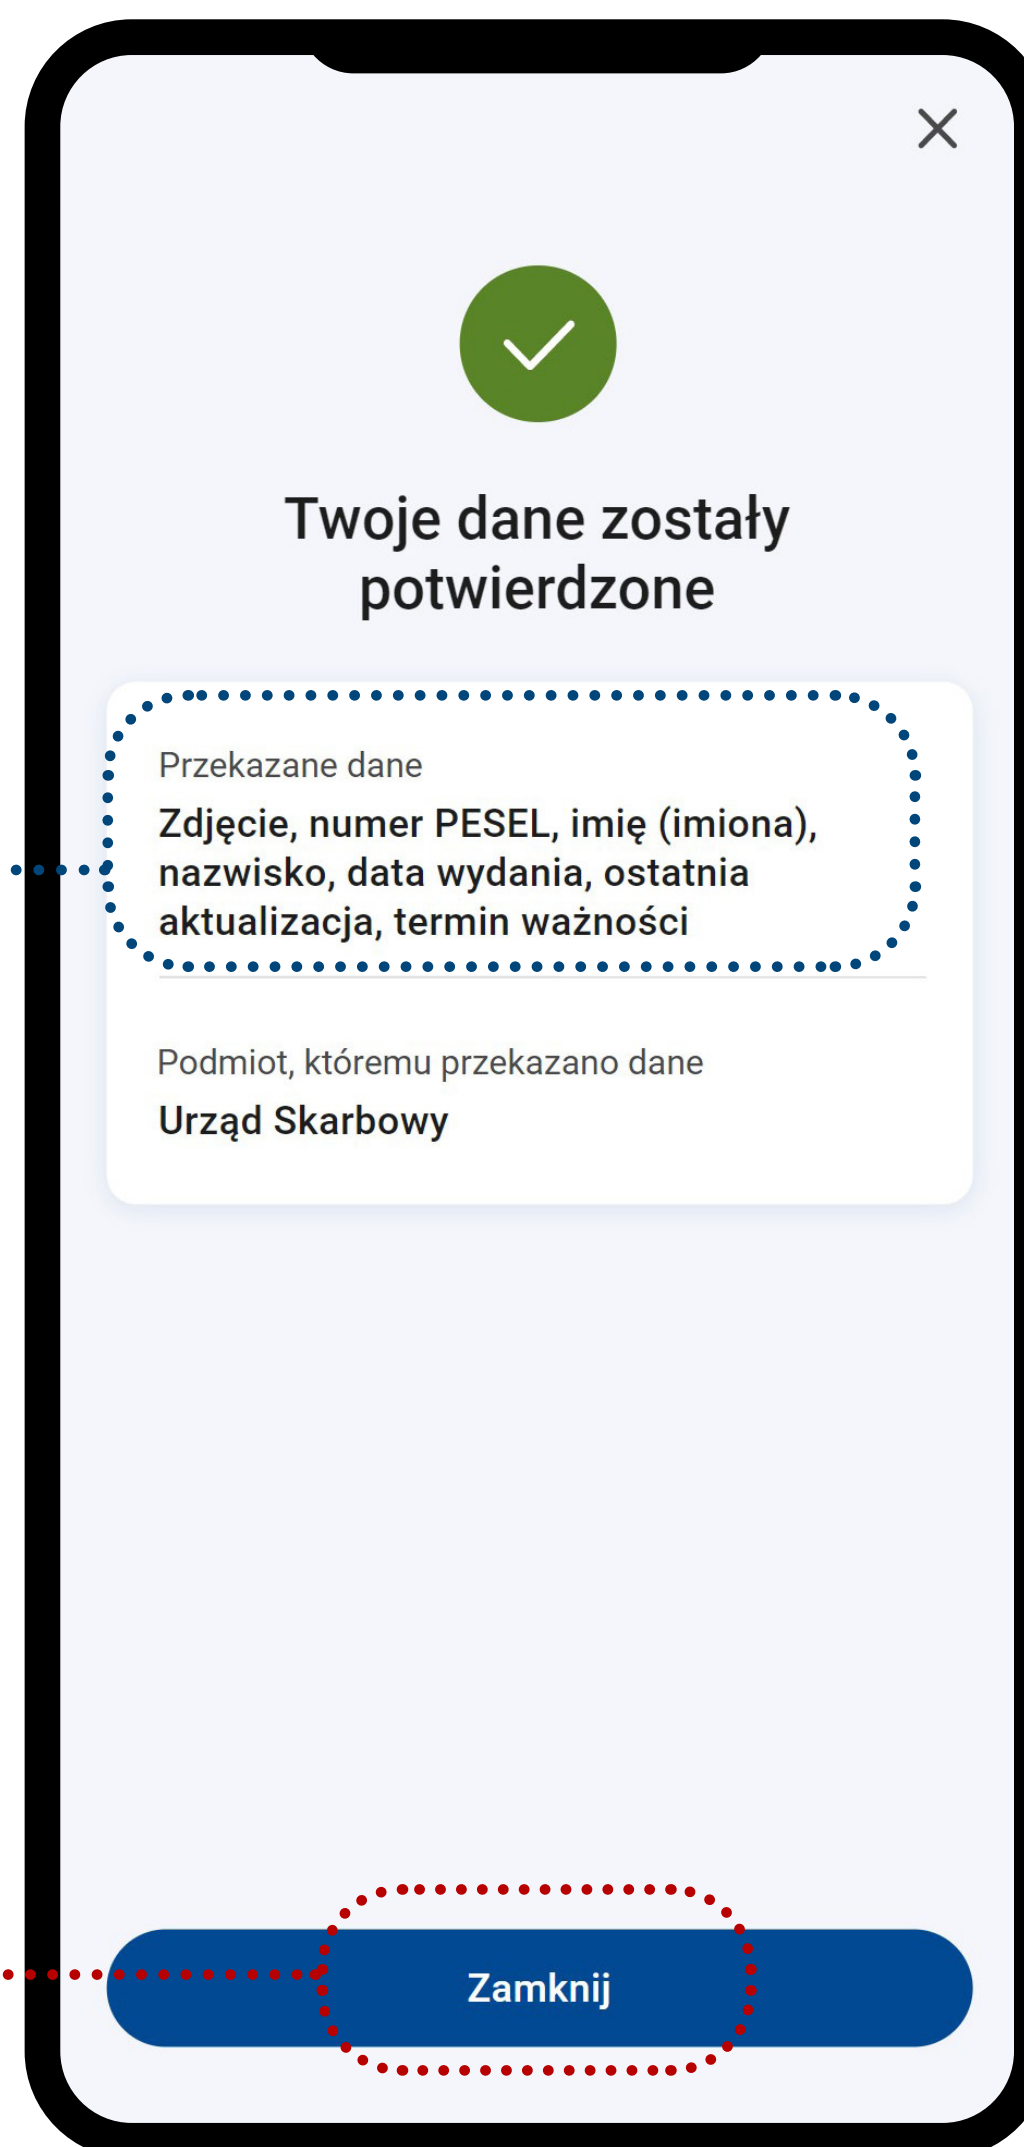 Twoje dane zostały
potwierdzone
Przekazane dane
Zdjęcie, numer PESEL, imię (imiona),
nazwisko, data wydania, ostatnia
aktualizacja, termin ważności
Podmiot, któremu przekazano dane
Urząd Skarbowy
Zamknij